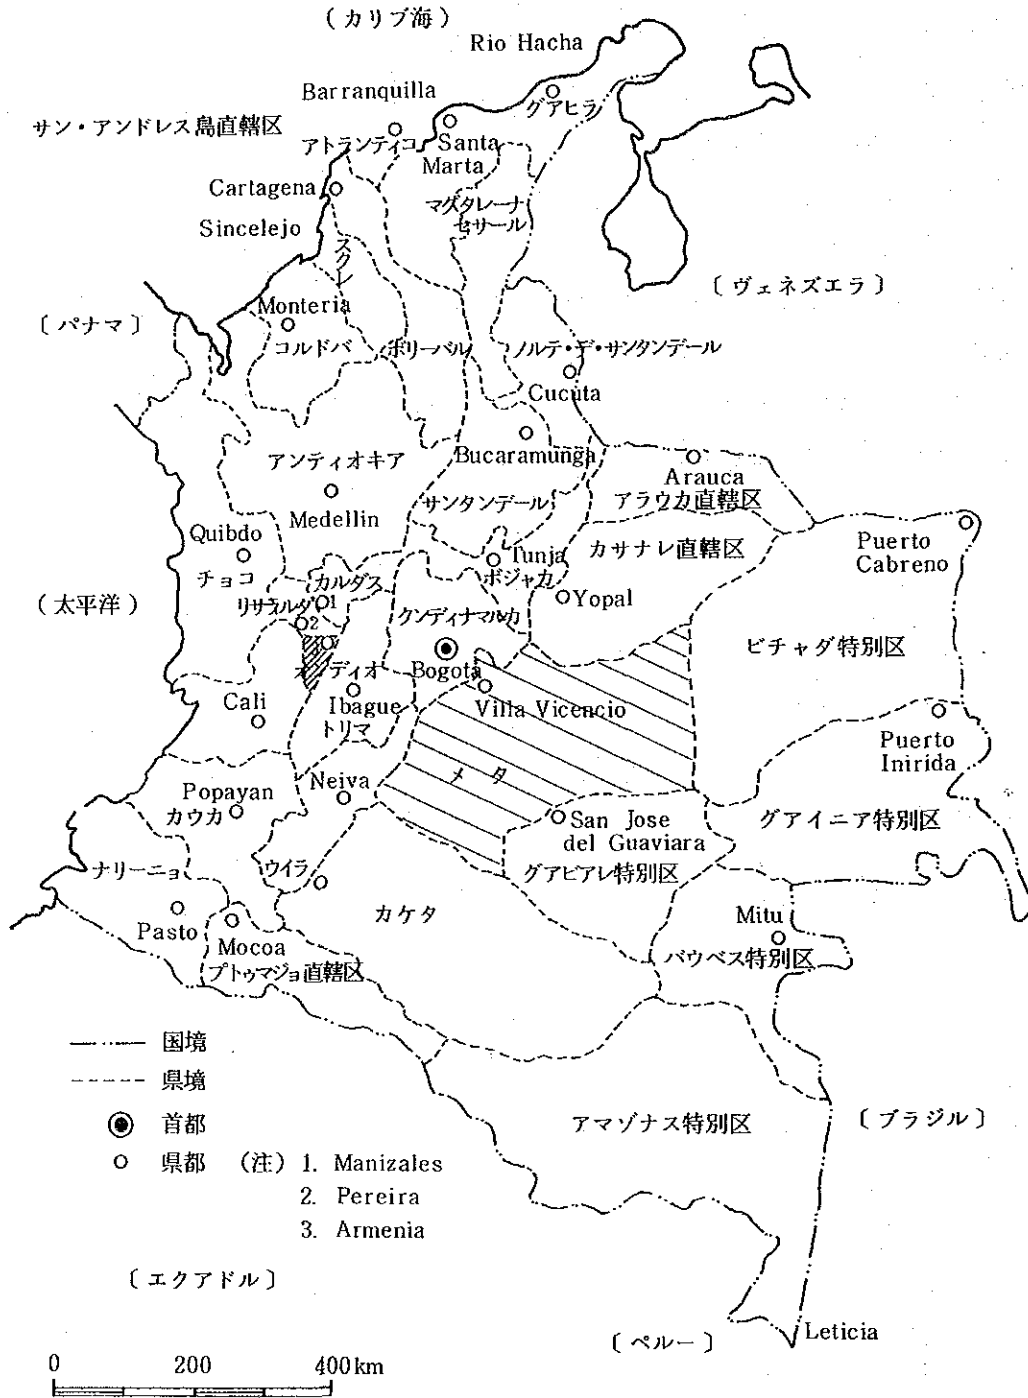 （カリブ海）
Rio Hacha
Barranquilla
グアヒラ
サン・アンドレス島直轄区
アトランティコ
Santa
Marta
Cartagena
マグダレーナ
セサール
Sincelejo
スクレ
〔ヴェネズエラ〕
〔パナマ〕
Monteria
コルドバ
ボリーバル
ノルテ・デ・サンタンデール
Cucuta
アンティオキア
Bucaramunga
Arauca
アラウカ直轄区
サンタンデール
Medellin
Quibdo
チョコ
Tunja
ボジャカ
カサナレ直轄区
Puerto
Cabreno
カルダス
Yopal
（太平洋）
リサラルダ
1
2
クンディナマルカ
ビチャダ特別区
Bogota
Cali
Ibague
トリマ
Villa Vicencio
Puerto
Inirida
メタ
Neiva
Popayan
カウカ
San Jose
del Guaviara
グアイニア特別区
ナリーニョ
ウイラ
グアビアレ特別区
カケタ
Mitu
Pasto
Mocoa
プトゥマジョ直轄区
バウベス特別区
国境
県境
首都
県都 （注） 1. Manizales
2. Pereira
3. Armenia
アマゾナス特別区
〔ブラジル〕
〔エクアドル〕
〔ペルー〕
Leticia
0 200 400km